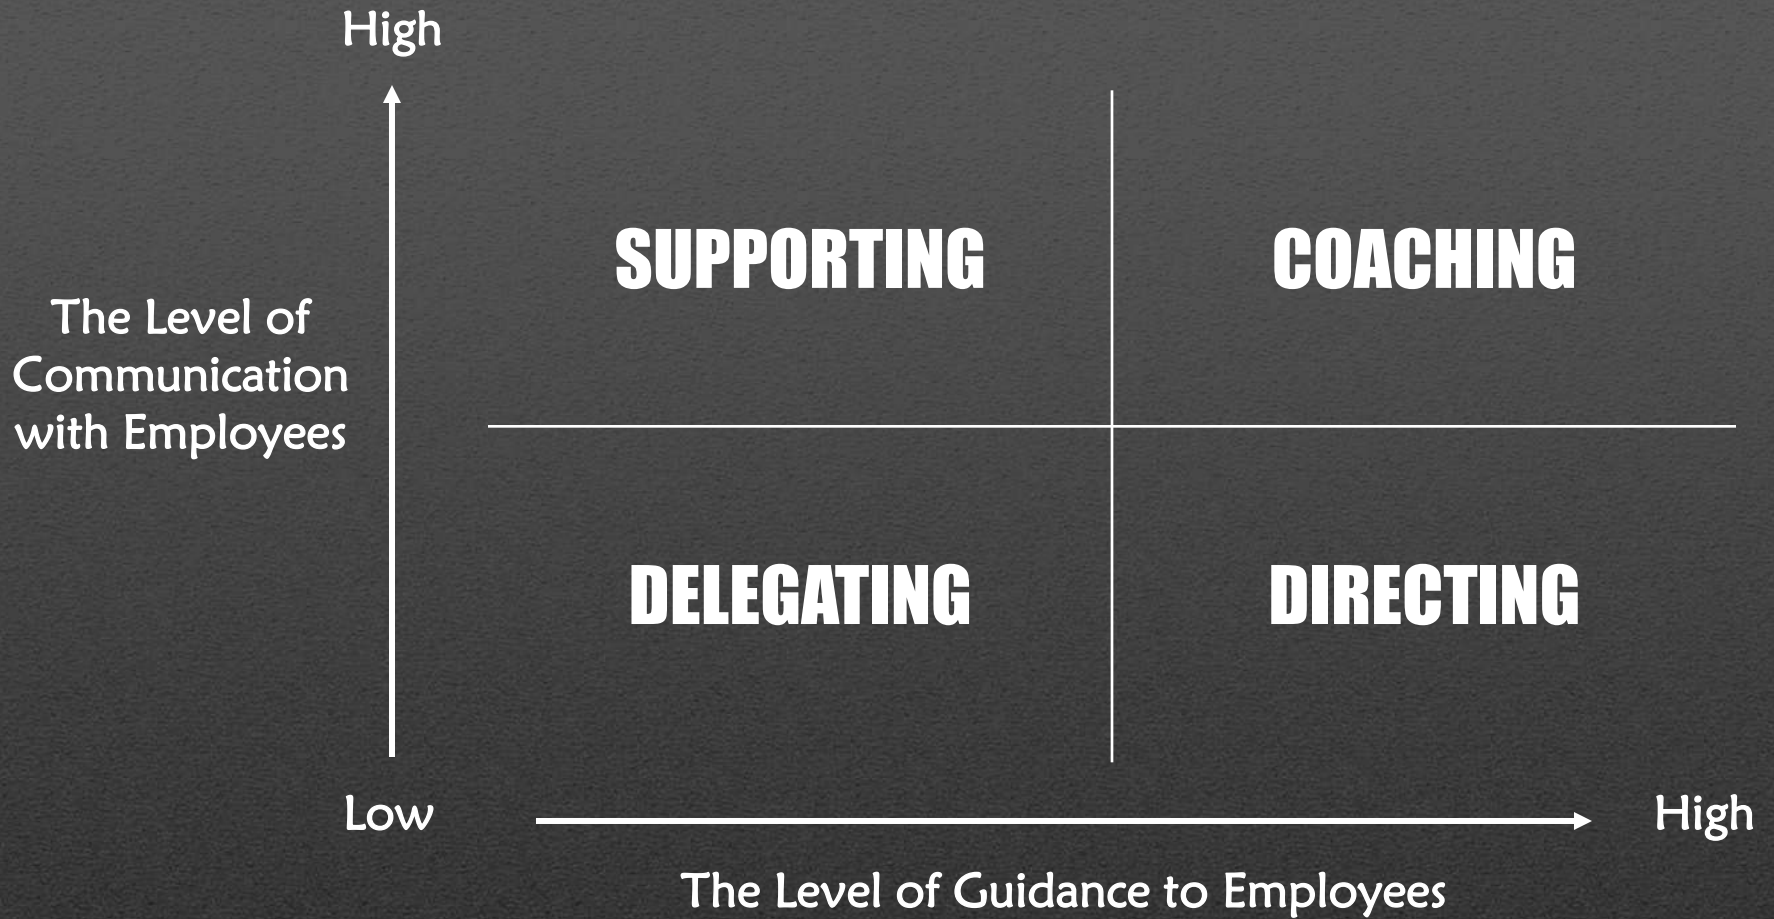 High
SUPPORTING
COACHING
The Level of
Communication
with Employees
DELEGATING
DIRECTING
Low
High
The Level of Guidance to Employees